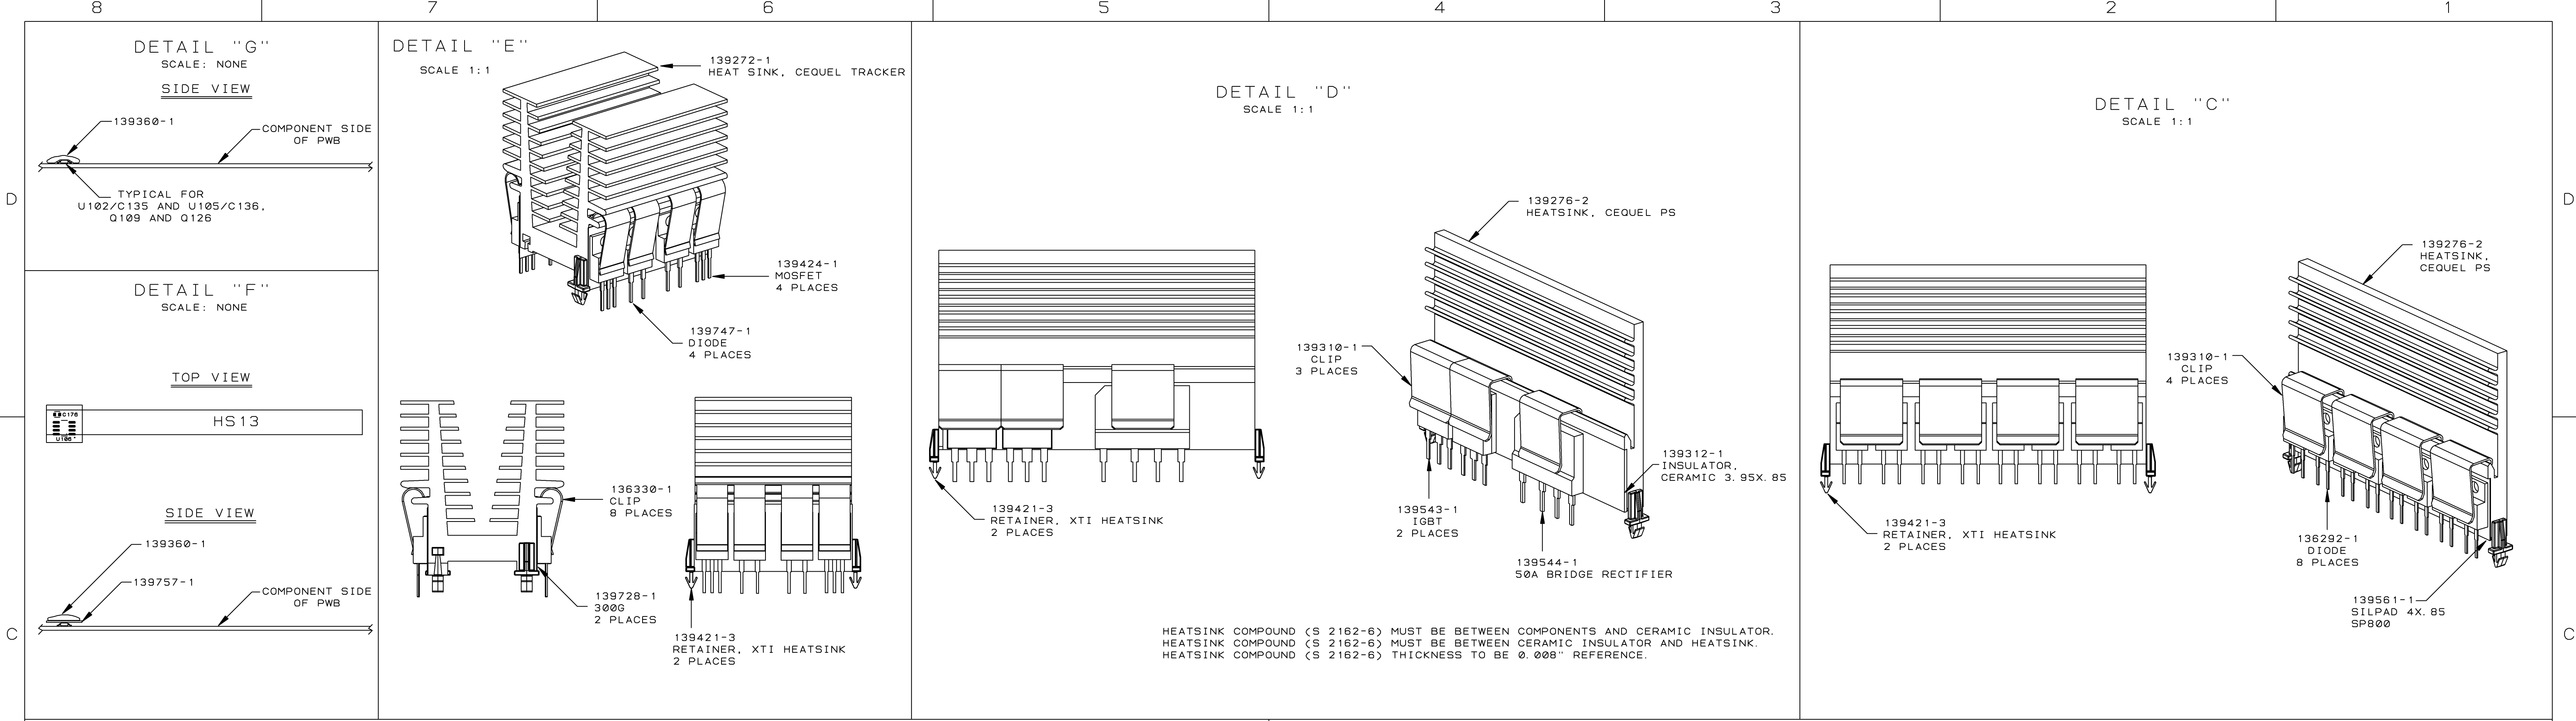 8 7 6 5 4 3 2 1
D
C
DETAIL "G"
SCALE: NONE
SIDE VIEW
139360-1
COMPONENT SIDE
OF PWB
TYPICAL FOR
U102/C135 AND U105/C136,
Q109 AND Q126
DETAIL "F"
SCALE: NONE
TOP VIEW
C176
U106
HS13
SIDE VIEW
139360-1
139757-1
COMPONENT SIDE
OF PWB
DETAIL "E"
SCALE 1:1
139272-1
HEAT SINK, CEQUEL TRACKER
139424-1
MOSFET
4 PLACES
139747-1
DIODE
4 PLACES
136330-1
CLIP
8 PLACES
139728-1
300G
2 PLACES
139421-3
RETAINER, XTI HEATSINK
2 PLACES
DETAIL "D"
SCALE 1:1
139276-2
HEATSINK, CEQUEL PS
139310-1
CLIP
3 PLACES
139312-1
INSULATOR,
CERAMIC 3.95X.85
139421-3
RETAINER, XTI HEATSINK
2 PLACES
139543-1
IGBT
2 PLACES
139544-1
50A BRIDGE RECTIFIER
HEATSINK COMPOUND (S 2162-6) MUST BE BETWEEN COMPONENTS AND CERAMIC INSULATOR.
HEATSINK COMPOUND (S 2162-6) MUST BE BETWEEN CERAMIC INSULATOR AND HEATSINK.
HEATSINK COMPOUND (S 2162-6) THICKNESS TO BE 0.008" REFERENCE.
DETAIL "C"
SCALE 1:1
139276-2
HEATSINK,
CEQUEL PS
139310-1
CLIP
4 PLACES
139421-3
RETAINER, XTI HEATSINK
2 PLACES
136292-1
DIODE
8 PLACES
139561-1
SILPAD 4X.85
SP800
D
C